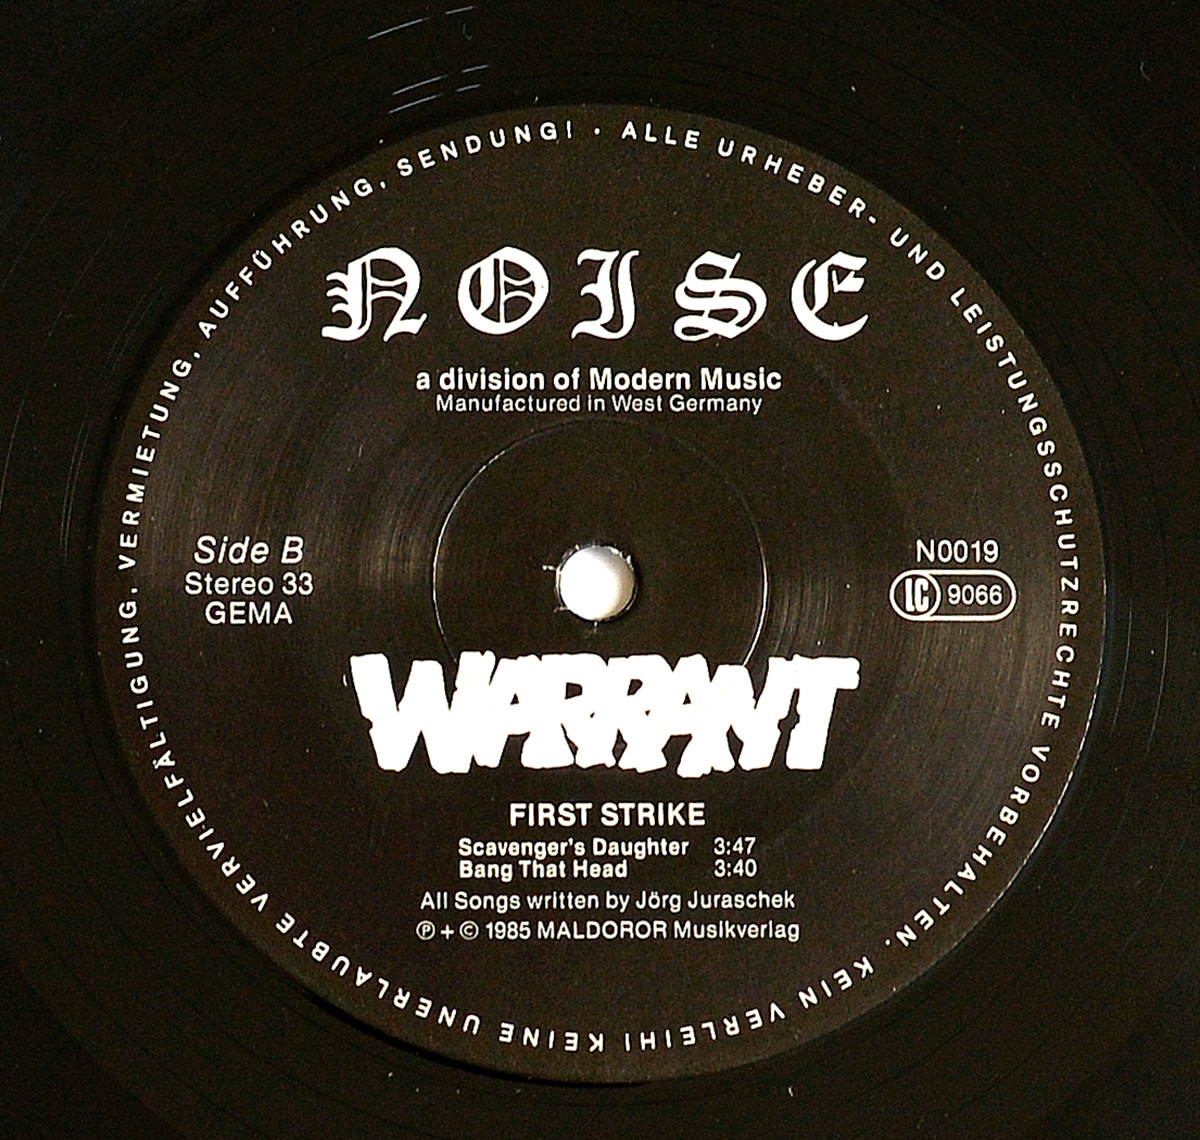 ALLE URHEBER- UND LEISTUNGSSCHUTZRECHTE VORBEHALTEN. KEIN VERLEIH! KEINE UNERLAUBTE VERVIELFÄLTIGUNG, VERMIETUNG, AUFFÜHRUNG, SENDUNG! ·
NOISE
a division of Modern Music
Manufactured in West Germany
Side B
Stereo 33
GEMA
N0019
LC 9066
WARRANT
FIRST STRIKE
Scavenger's Daughter 3:47
Bang That Head 3:40
All Songs written by Jörg Juraschek
℗ + © 1985 MALDOROR Musikverlag